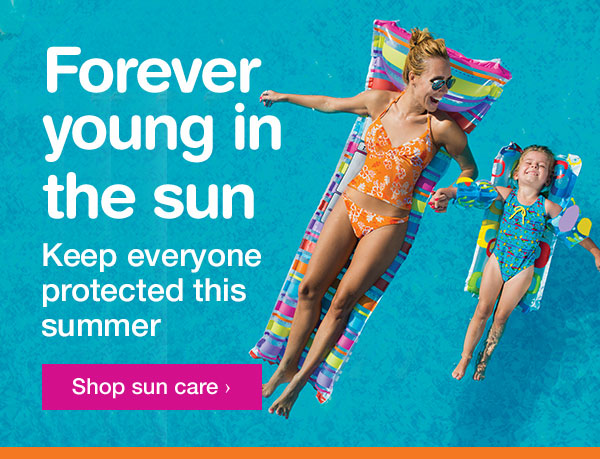 Forever
young in
the sun
Keep everyone
protected this
summer
Shop sun care ›